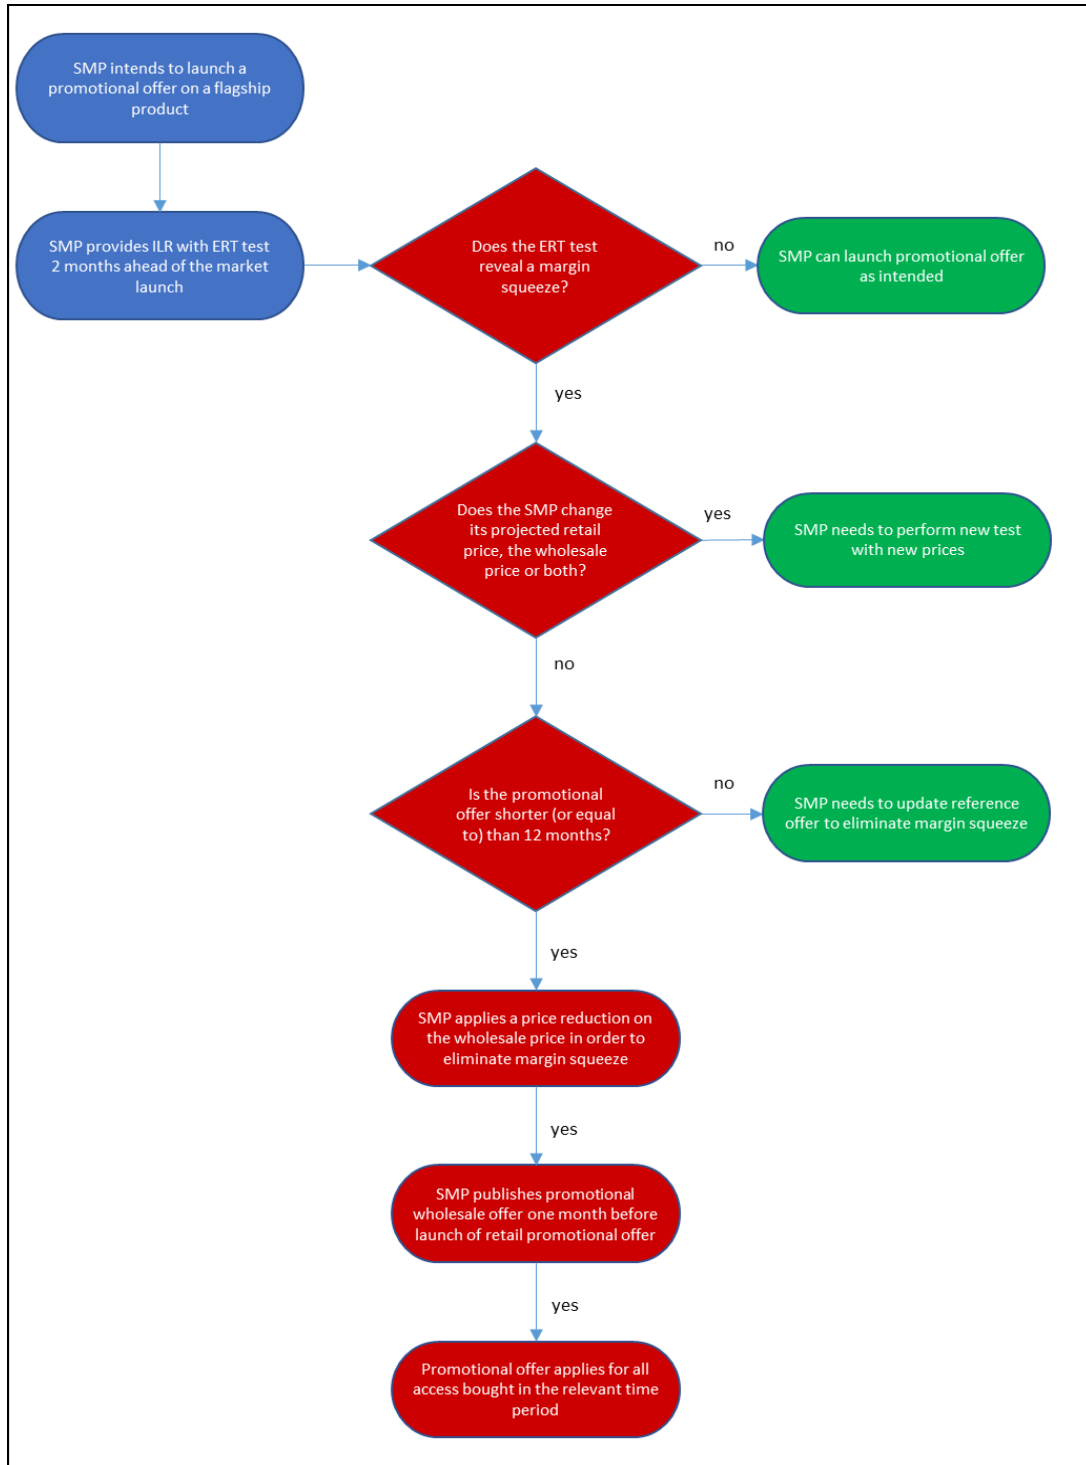 SMP intends to launch a
promotional offer on a flagship
product
SMP provides ILR with ERT test
2 months ahead of the market
launch
Does the ERT test
reveal a margin
squeeze?
no
SMP can launch promotional offer
as intended
yes
Does the SMP change
its projected retail
price, the wholesale
price or both?
yes
SMP needs to perform new test
with new prices
no
Is the promotional
offer shorter (or equal
to) than 12 months?
no
SMP needs to update reference
offer to eliminate margin squeeze
yes
SMP applies a price reduction on
the wholesale price in order to
eliminate margin squeeze
yes
SMP publishes promotional
wholesale offer one month before
launch of retail promotional offer
yes
Promotional offer applies for all
access bought in the relevant time
period